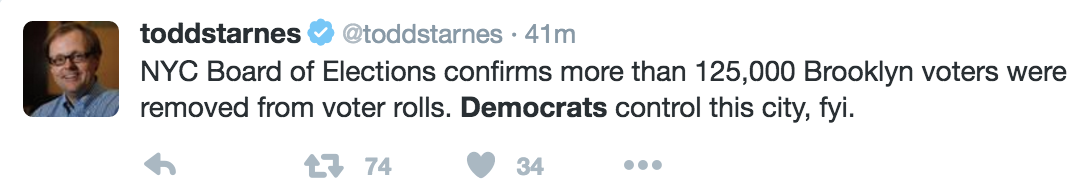 toddstarnes @toddstarnes · 41m
NYC Board of Elections confirms more than 125,000 Brooklyn voters were
removed from voter rolls. Democrats control this city, fyi.
74 34